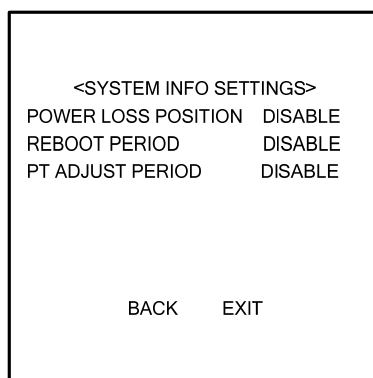 <SYSTEM INFO SETTINGS>
POWER LOSS POSITION DISABLE
REBOOT PERIOD DISABLE
PT ADJUST PERIOD DISABLE
BACK EXIT